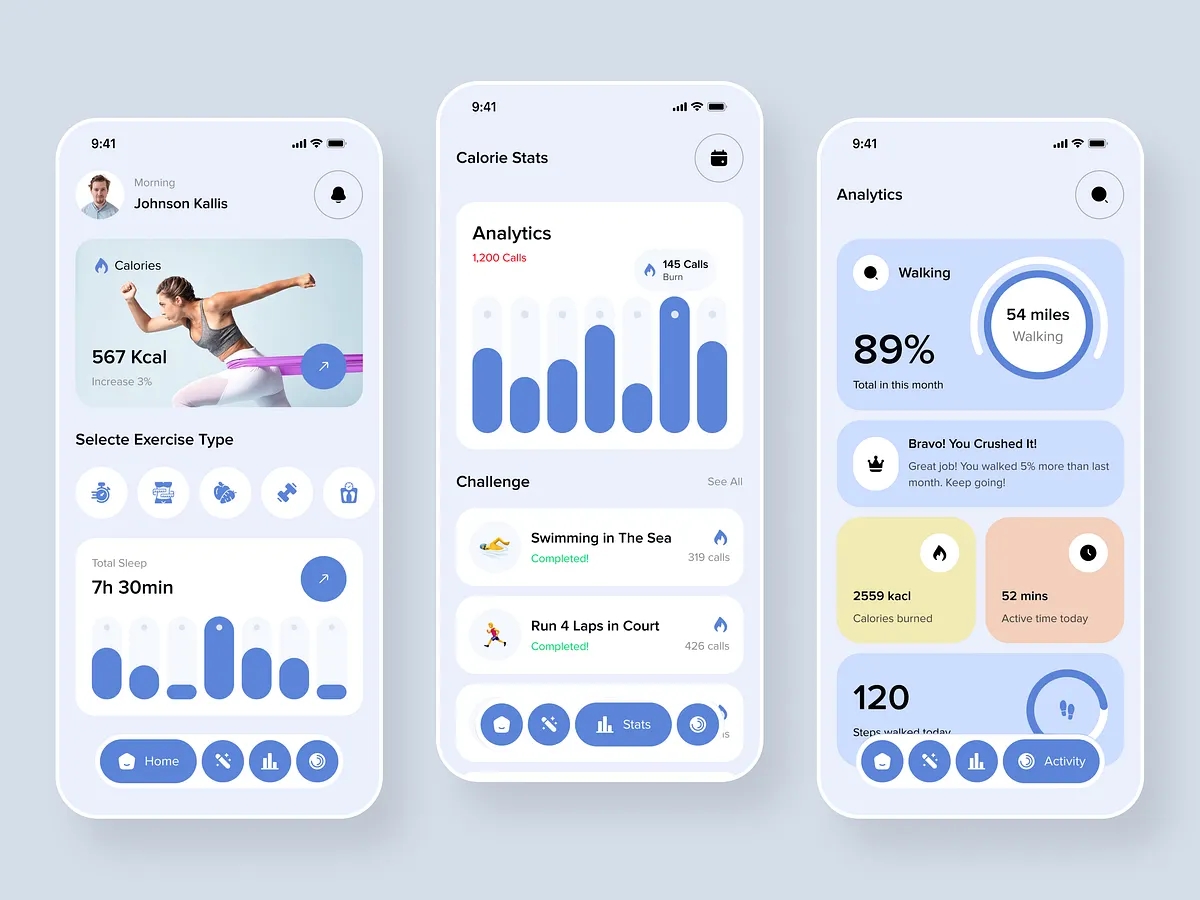 9:41
Morning
Johnson Kallis
Calories
567 Kcal
Increase 3%
Selecte Exercise Type
Total Sleep
7h 30min
Home
9:41
Calorie Stats
Analytics
1,200 Calls
145 Calls
Burn
Challenge
See All
Swimming in The Sea
Completed!
319 calls
Run 4 Laps in Court
Completed!
426 calls
Stats
9:41
Analytics
Walking
54 miles
Walking
89%
Total in this month
Bravo! You Crushed It!
Great job! You walked 5% more than last
month. Keep going!
2559 kacl
Calories burned
52 mins
Active time today
120
Steps walked today
Activity